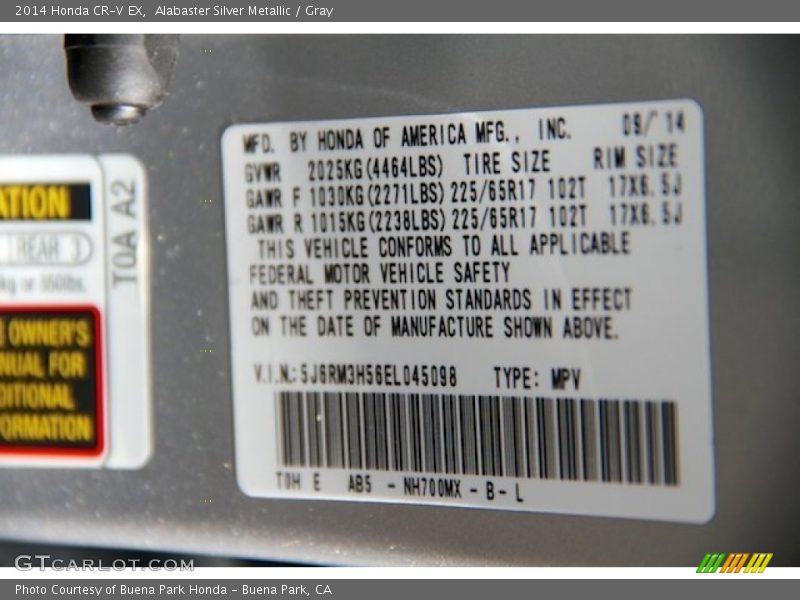 2014 Honda CR-V EX,  Alabaster Silver Metallic / Gray
MFD. BY HONDA OF AMERICA MFG., INC. 09/ 14
GVWR 2025KG(4464LBS) TIRE SIZE RIM SIZE
GAWR F 1030KG(2271LBS) 225/65R17 102T 17X6.5J
GAWR R 1015KG(2238LBS) 225/65R17 102T 17X6.5J
THIS VEHICLE CONFORMS TO ALL APPLICABLE
FEDERAL MOTOR VEHICLE SAFETY
AND THEFT PREVENTION STANDARDS IN EFFECT
ON THE DATE OF MANUFACTURE SHOWN ABOVE.
V.I.N.: 5J6RM3H56EL045098 TYPE: MPV
T0H E AB5 - NH700MX - B - L
ATION
REAR
kg or 850lbs.
E OWNER'S
NUAL FOR
DITIONAL
FORMATION
T0A A2
GTCARLOT.COM
Photo Courtesy of Buena Park Honda - Buena Park, CA